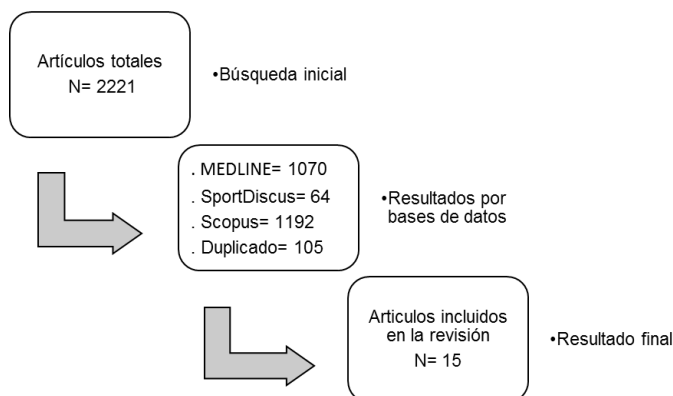 Artículos totales
N= 2221
•Búsqueda inicial
. MEDLINE= 1070
. SportDiscus= 64
. Scopus= 1192
. Duplicado= 105
•Resultados por
bases de datos
Articulos incluidos
en la revisión
N= 15
•Resultado final